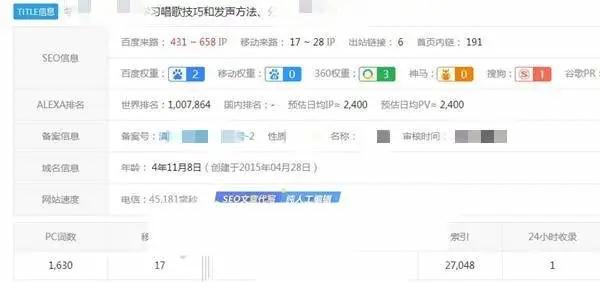 TITLE信息 学习唱歌技巧和发声方法、
SEO信息
百度来路：431 ~ 658 IP 移动来路：17 ~ 28 IP 出站链接：6 首页内链：191
百度权重：2 移动权重：0 360权重：3 神马：0 搜狗：1 谷歌PR：
ALEXA排名 世界排名：1,007,864 国内排名：- 预估日均IP≈ 2,400 预估日均PV≈ 2,400
备案信息 备案号：滇 -2 性质 名称： 审核时间：
域名信息 年龄：4年11月8日（创建于2015年04月28日）
网站速度 电信：45,181毫秒 SEO文章代写 纯人工编辑
PC词数 移 索引 24小时收录
1,630 17 27,048 1